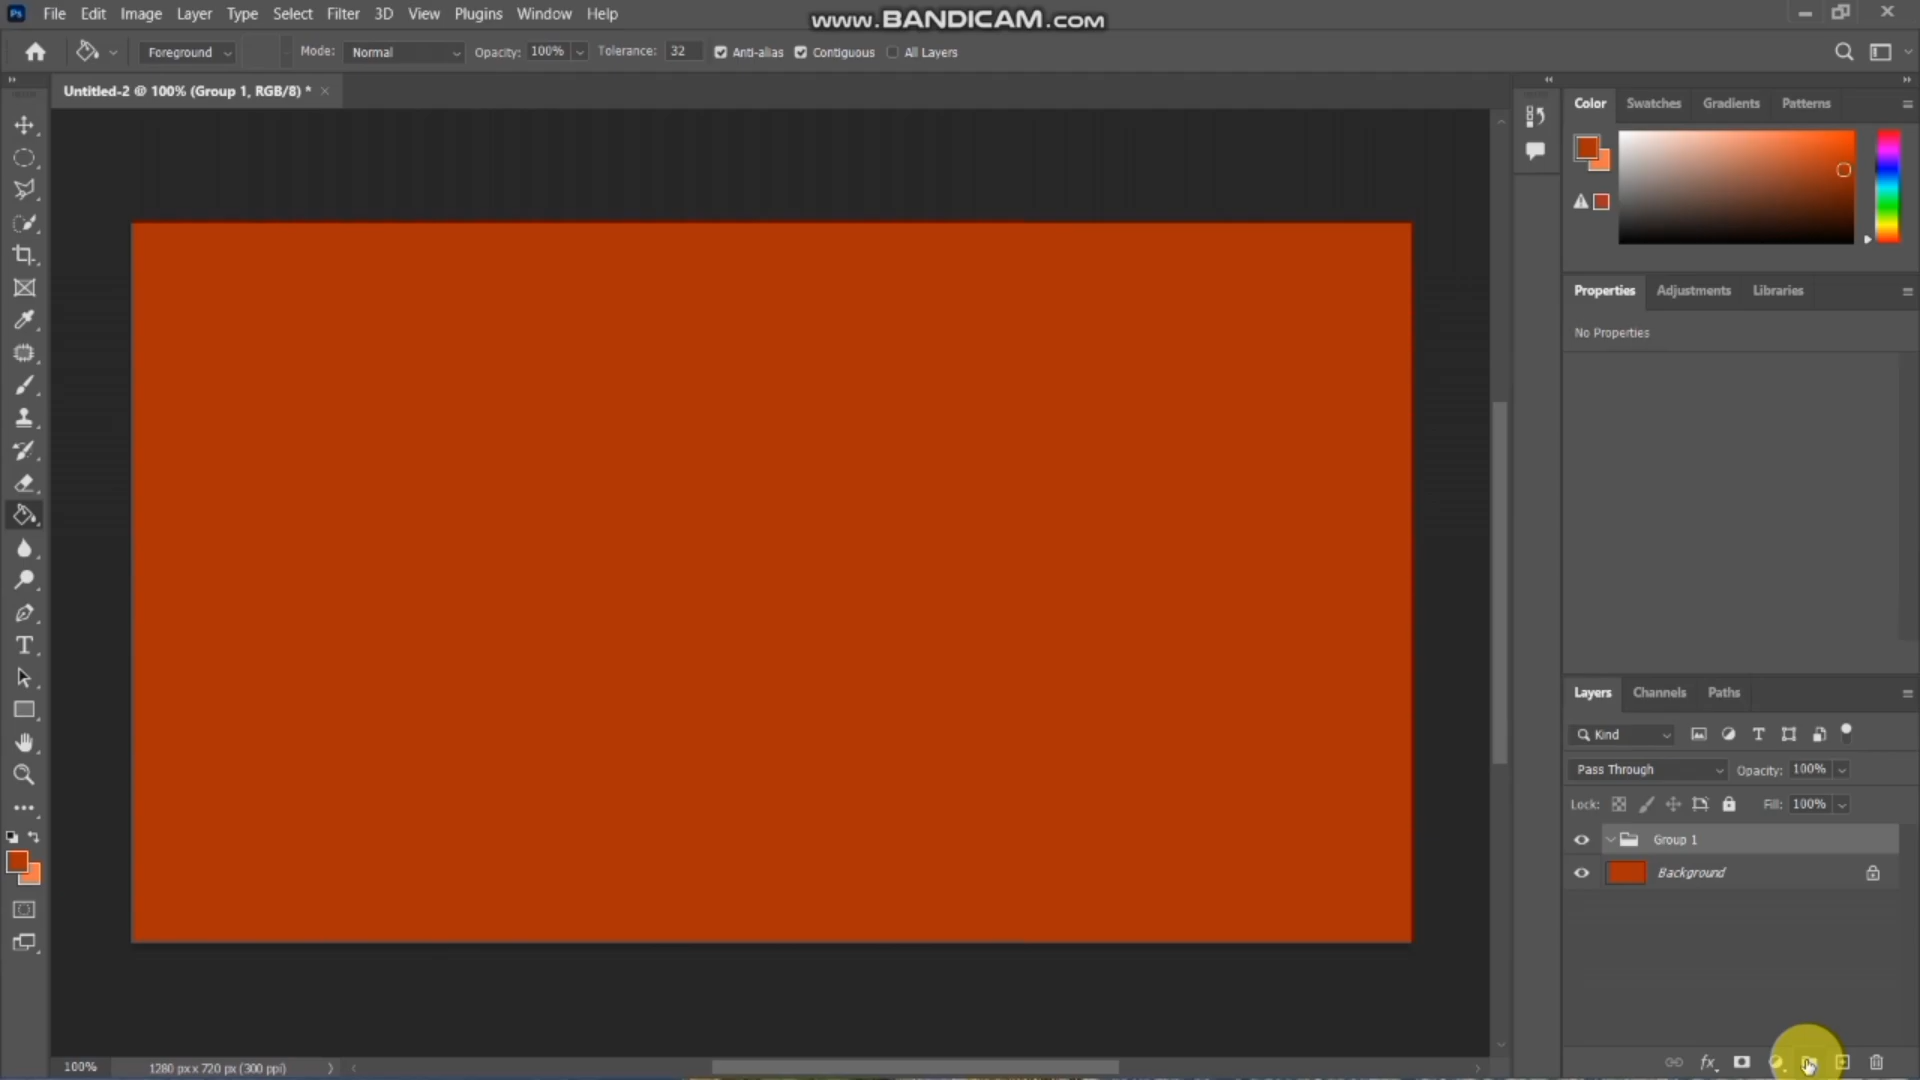 Ps File Edit Image Layer Type Select Filter 3D View Plugins Window Help
www.BANDICAM.com
Foreground Mode: Normal Opacity: 100% Tolerance: 32 Anti-alias Contiguous All Layers
Untitled-2 @ 100% (Group 1, RGB/8) *
Color Swatches Gradients Patterns
Properties Adjustments Libraries
No Properties
Layers Channels Paths
Kind
Pass Through Opacity: 100%
Lock: Fill: 100%
Group 1
Background
100% 1280 px x 720 px (300 ppi)
fx